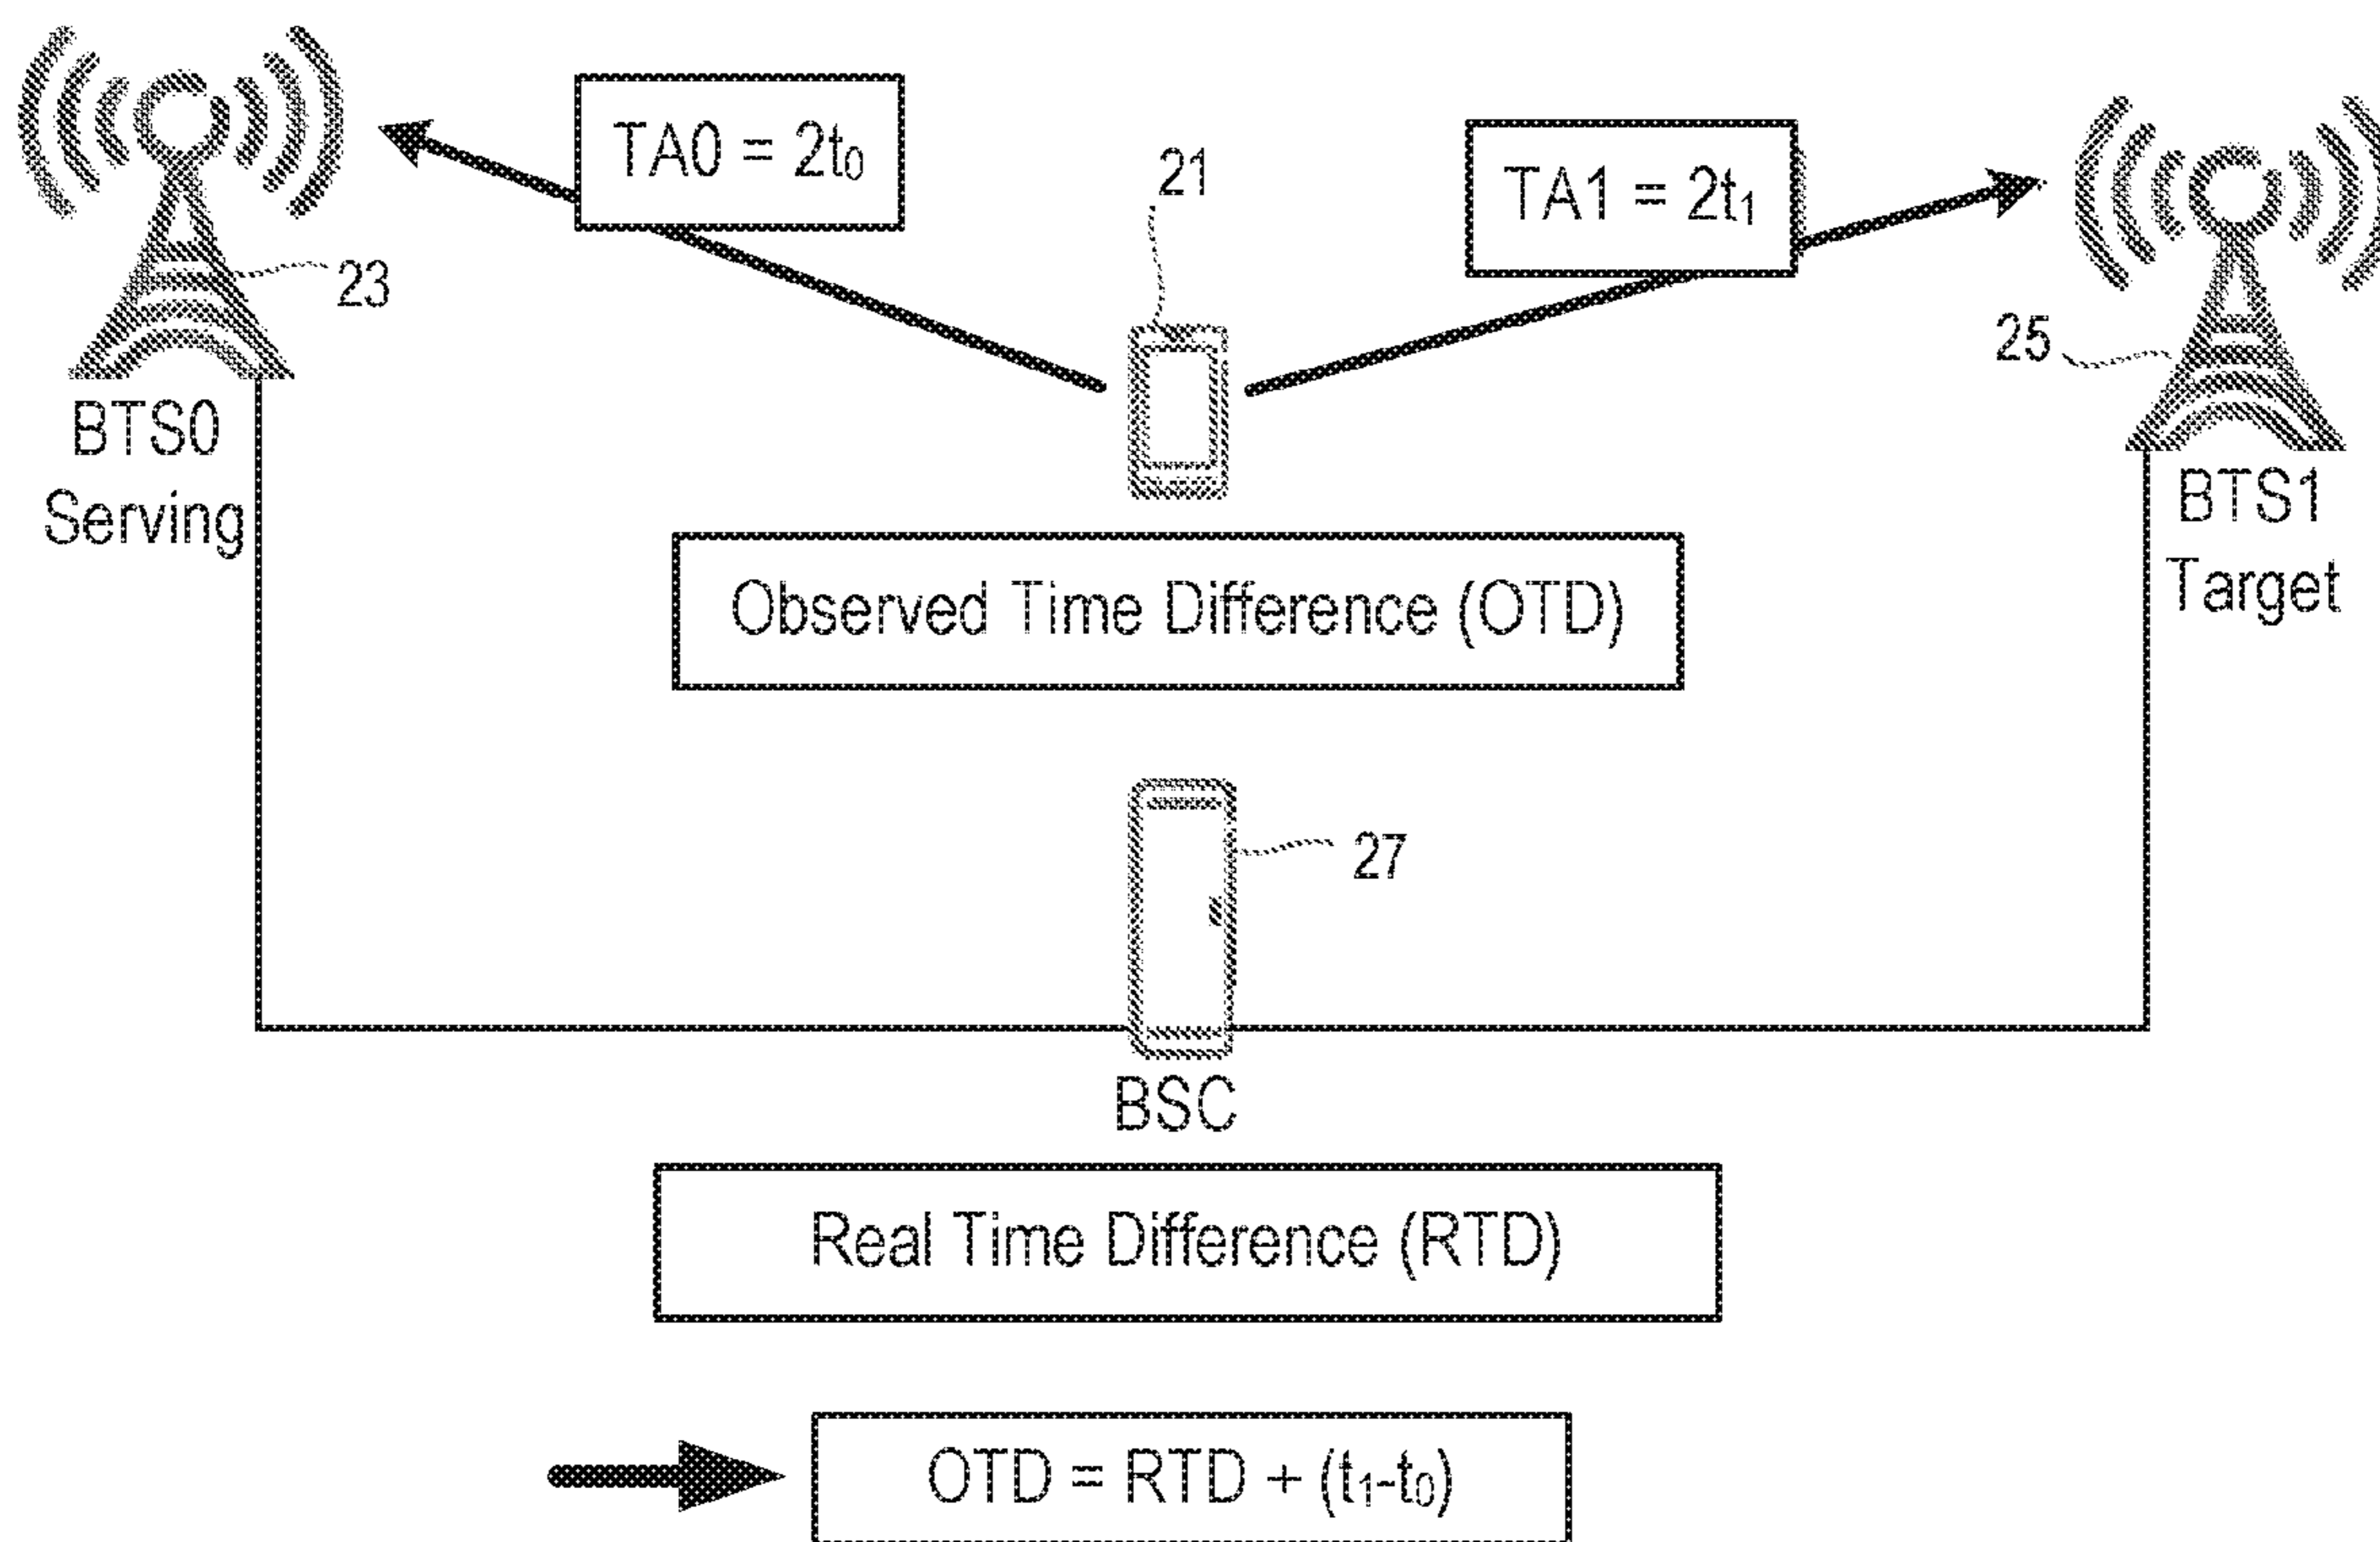 TA0 = 2t₀
TA1 = 2t₁
21
23
25
BTS0
Serving
BTS1
Target
Observed Time Difference (OTD)
27
BSC
Real Time Difference (RTD)
OTD = RTD + (t₁-t₀)